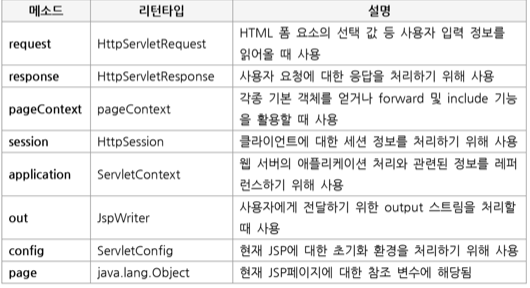 메소드 리턴타입 설명
request HttpServletRequest HTML 폼 요소의 선택 값 등 사용자 입력 정보를
읽어올 때 사용
response HttpServletResponse 사용자 요청에 대한 응답을 처리하기 위해 사용
pageContext pageContext 각종 기본 객체를 얻거나 forward 및 include 기능
을 활용할 때 사용
session HttpSession 클라이언트에 대한 세션 정보를 처리하기 위해 사용
application ServletContext 웹 서버의 애플리케이션 처리와 관련된 정보를 레퍼
런스하기 위해 사용
out JspWriter 사용자에게 전달하기 위한 output 스트림을 처리할
때 사용
config ServletConfig 현재 JSP에 대한 초기화 환경을 처리하기 위해 사용
page java.lang.Object 현재 JSP페이지에 대한 참조 변수에 해당됨